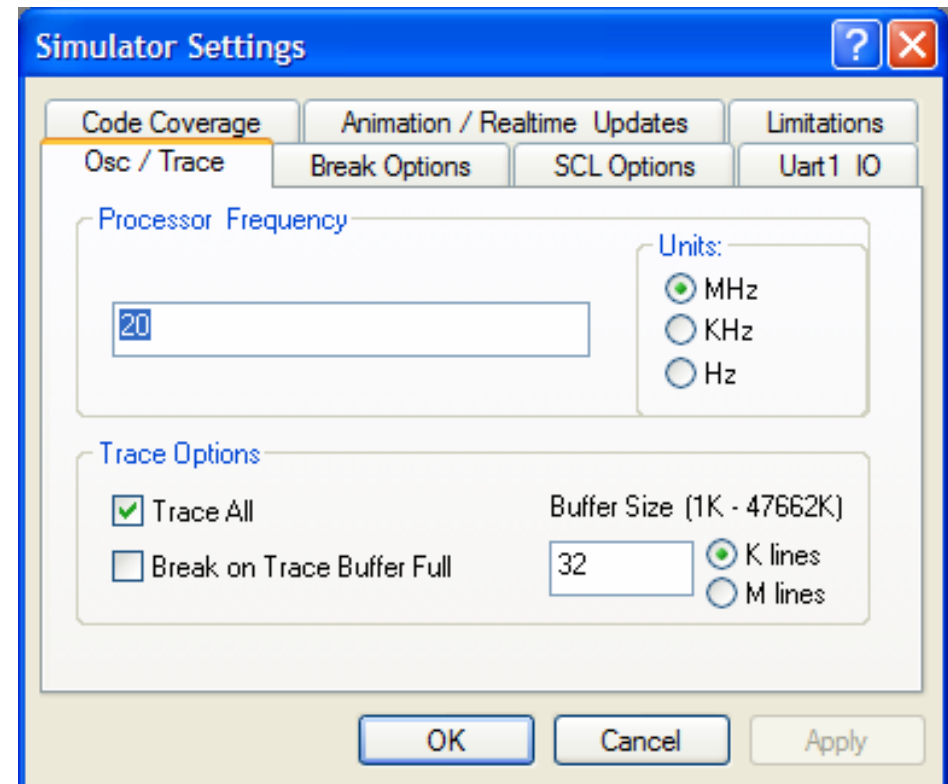 Simulator Settings
Code Coverage Animation / Realtime Updates Limitations
Osc / Trace Break Options SCL Options Uart1 IO
Processor Frequency
Units:
20
MHz
KHz
Hz
Trace Options
Trace All
Buffer Size (1K - 47662K)
Break on Trace Buffer Full
32
K lines
M lines
OK Cancel Apply